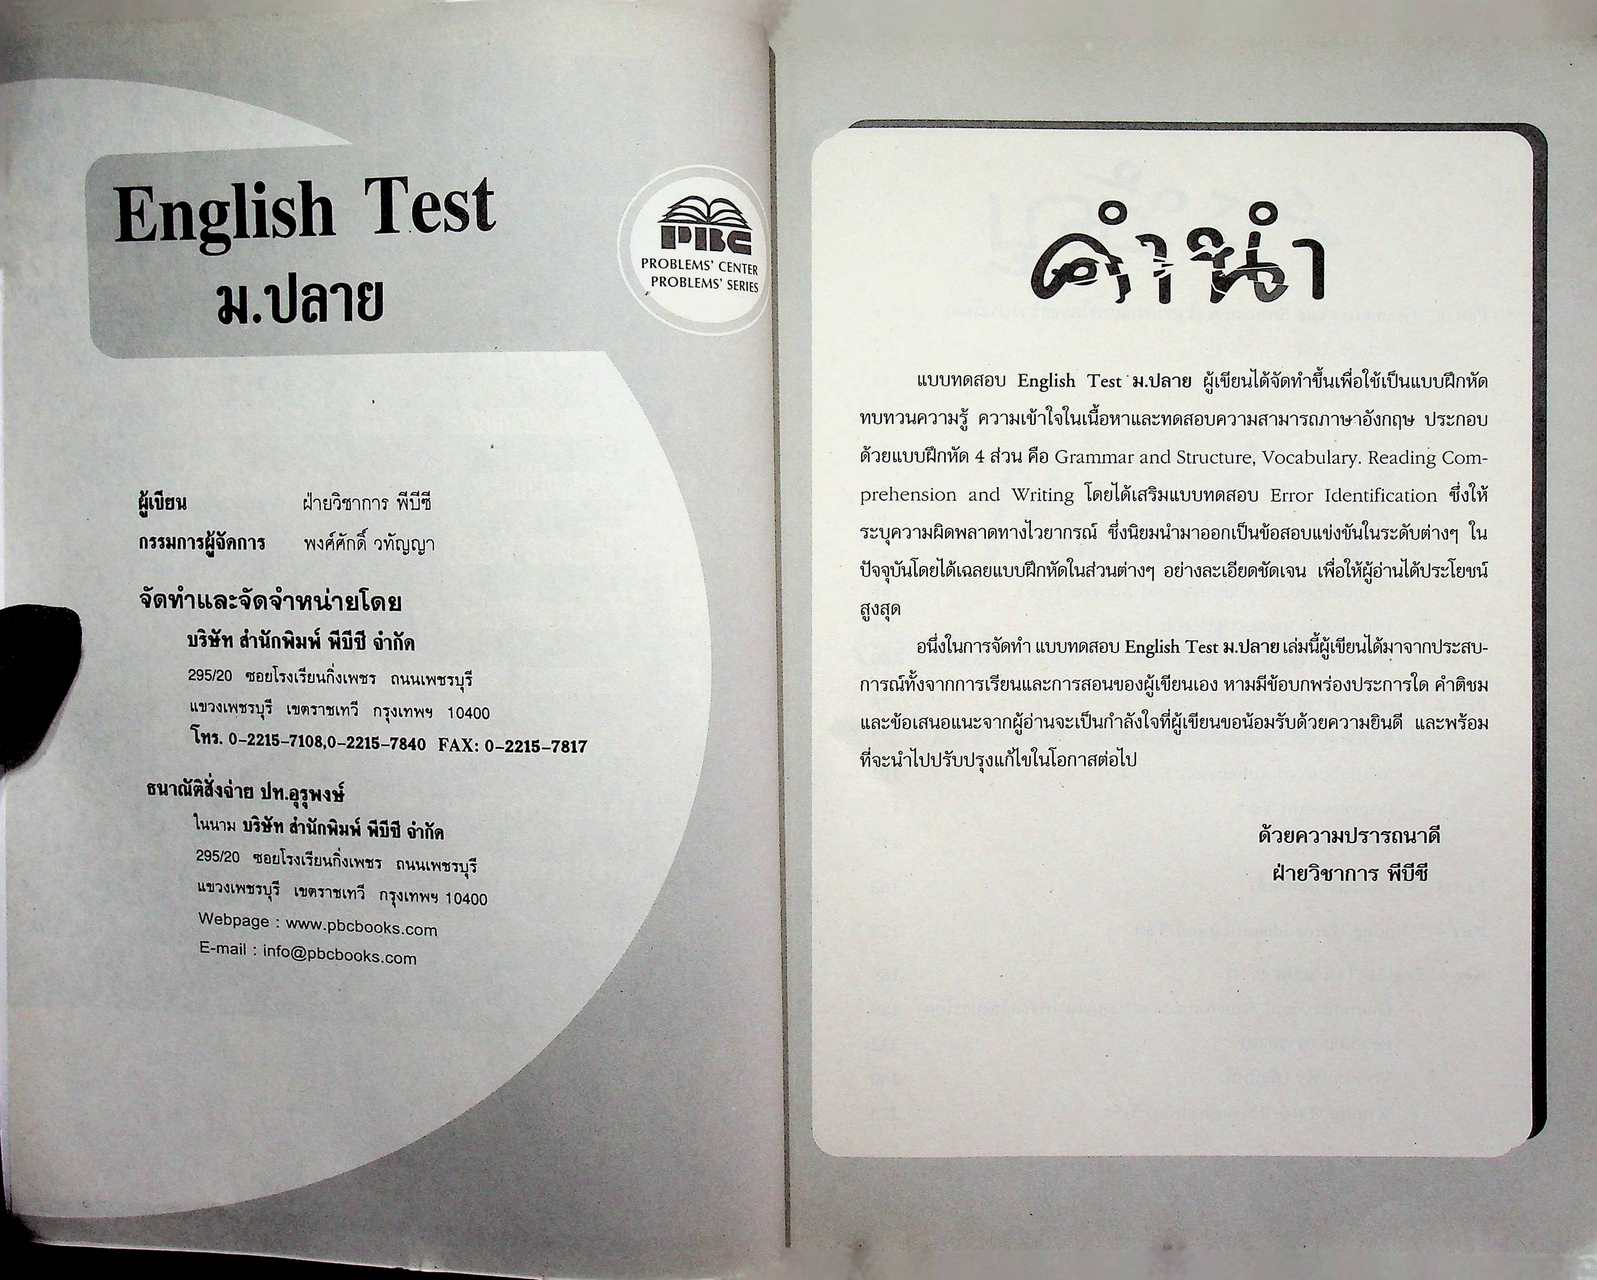 English Test
ม.ปลาย
PBC
PROBLEMS' CENTER
PROBLEMS' SERIES
ผู้เขียน ฝ่ายวิชาการ พีบีซี
กรรมการผู้จัดการ พงศ์ศักดิ์ วทัญญา
จัดทำและจัดจำหน่ายโดย
บริษัท สำนักพิมพ์ พีบีซี จำกัด
295/20 ซอยโรงเรียนกิ่งเพชร ถนนเพชรบุรี
แขวงเพชรบุรี เขตราชเทวี กรุงเทพฯ 10400
โทร. 0-2215-7108,0-2215-7840 FAX: 0-2215-7817
ธนาณัติสั่งจ่าย ปท.อุรุพงษ์
ในนาม บริษัท สำนักพิมพ์ พีบีซี จำกัด
295/20 ซอยโรงเรียนกิ่งเพชร ถนนเพชรบุรี
แขวงเพชรบุรี เขตราชเทวี กรุงเทพฯ 10400
Webpage : www.pbcbooks.com
E-mail : info@pbcbooks.com
คำนำ
แบบทดสอบ English Test ม.ปลาย ผู้เขียนได้จัดทำขึ้นเพื่อใช้เป็นแบบฝึกหัด
ทบทวนความรู้ ความเข้าใจในเนื้อหาและทดสอบความสามารถภาษาอังกฤษ ประกอบ
ด้วยแบบฝึกหัด 4 ส่วน คือ Grammar and Structure, Vocabulary. Reading Com-
prehension and Writing โดยได้เสริมแบบทดสอบ Error Identification ซึ่งให้
ระบุความผิดพลาดทางไวยากรณ์ ซึ่งนิยมนำมาออกเป็นข้อสอบแข่งขันในระดับต่างๆ ใน
ปัจจุบันโดยได้เฉลยแบบฝึกหัดในส่วนต่างๆ อย่างละเอียดชัดเจน เพื่อให้ผู้อ่านได้ประโยชน์
สูงสุด
อนึ่งในการจัดทำ แบบทดสอบ English Test ม.ปลาย เล่มนี้ผู้เขียนได้มาจากประสบ-
การณ์ทั้งจากการเรียนและการสอนของผู้เขียนเอง หามมีข้อบกพร่องประการใด คำติชม
และข้อเสนอแนะจากผู้อ่านจะเป็นกำลังใจที่ผู้เขียนขอน้อมรับด้วยความยินดี และพร้อม
ที่จะนำไปปรับปรุงแก้ไขในโอกาสต่อไป
ด้วยความปรารถนาดี
ฝ่ายวิชาการ พีบีซี